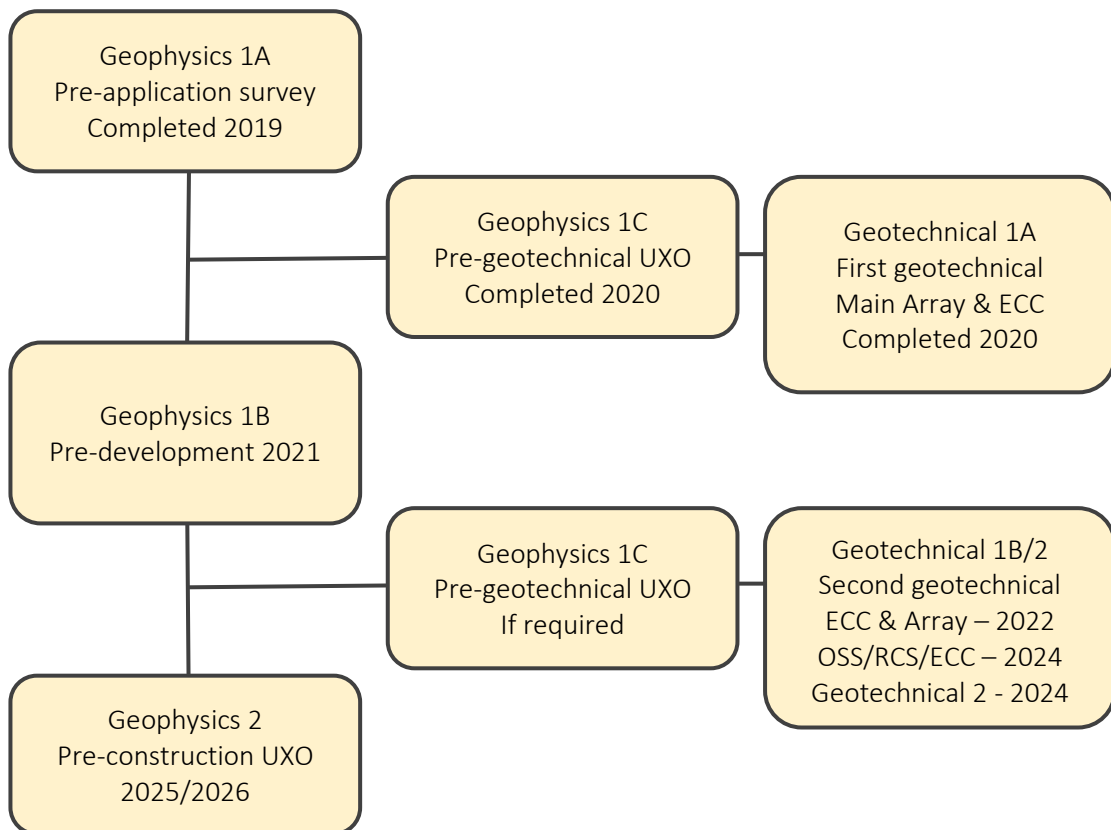 Geophysics 1A
Pre-application survey
Completed 2019
Geophysics 1C
Pre-geotechnical UXO
Completed 2020
Geotechnical 1A
First geotechnical
Main Array & ECC
Completed 2020
Geophysics 1B
Pre-development 2021
Geophysics 1C
Pre-geotechnical UXO
If required
Geotechnical 1B/2
Second geotechnical
ECC & Array – 2022
OSS/RCS/ECC – 2024
Geotechnical 2 - 2024
Geophysics 2
Pre-construction UXO
2025/2026